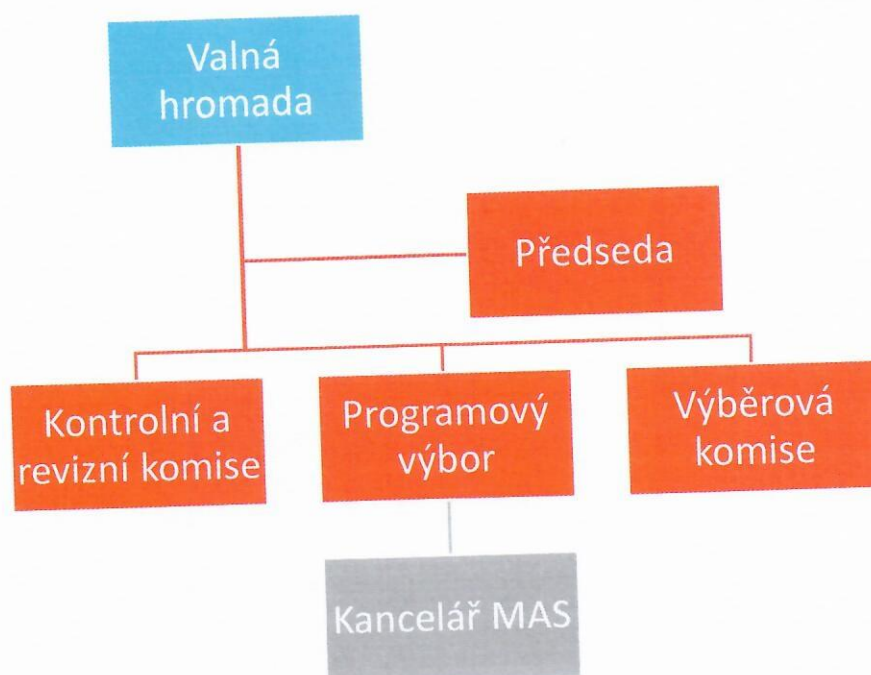 Valná
hromada
Předseda
Kontrolní a
revizní komise
Programový
výbor
Výběrová
komise
Kancelář MAS